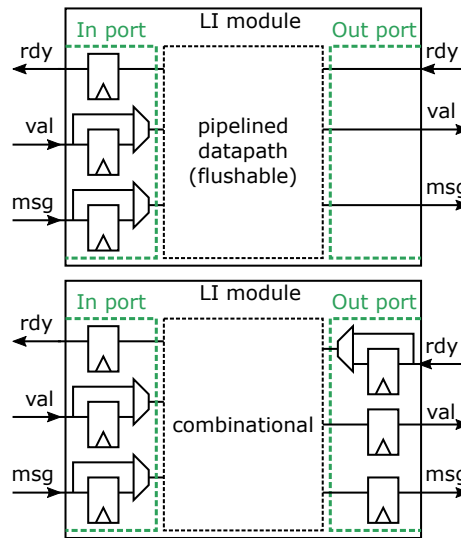 LI module
In port
Out port
rdy
rdy
val
val
pipelined
datapath
(flushable)
msg
msg
LI module
In port
Out port
rdy
rdy
val
val
combinational
msg
msg